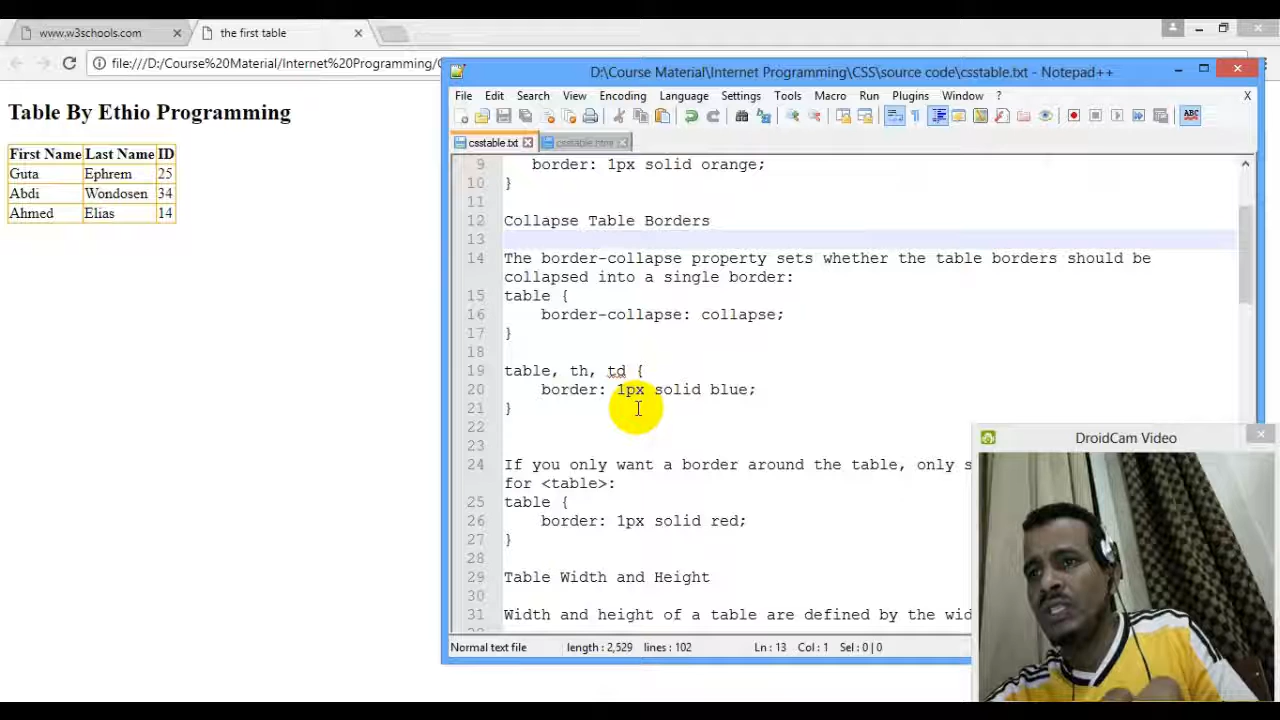 www.w3schools.com
the first table
file:///D:/Course%20Material/Internet%20Programming/
Table By Ethio Programming
First Name Last Name ID
Guta Ephrem 25
Abdi Wondosen 34
Ahmed Elias 14
D:\Course Material\Internet Programming\CSS\source code\csstable.txt - Notepad++
File Edit Search View Encoding Language Settings Tools Macro Run Plugins Window ? X
ABC
csstable.txt csstable.html
9 border: 1px solid orange;
10 }
11
12 Collapse Table Borders
13
14 The border-collapse property sets whether the table borders should be
collapsed into a single border:
15 table {
16 border-collapse: collapse;
17 }
18
19 table, th, td {
20 border: 1px solid blue;
21 }
22
23
24 If you only want a border around the table, only
for <table>:
25 table {
26 border: 1px solid red;
27 }
28
29 Table Width and Height
30
31 Width and height of a table are defined by the
Normal text file length : 2,529 lines : 102 Ln : 13 Col : 1 Sel : 0 | 0
DroidCam Video